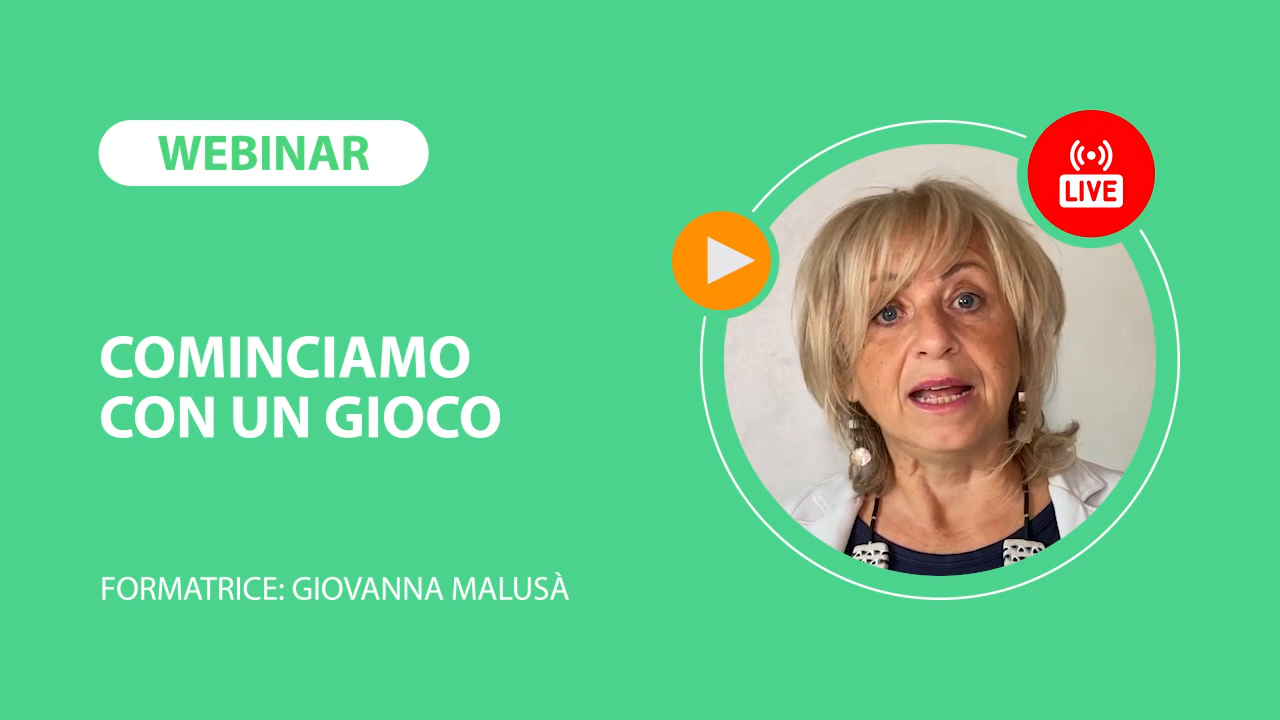 WEBINAR
LIVE
COMINCIAMO
CON UN GIOCO
FORMATRICE: GIOVANNA MALUSÀ